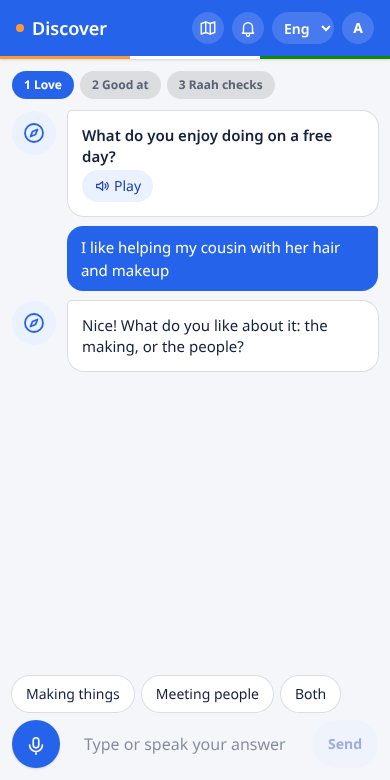 Discover
Eng
A
1 Love
2 Good at
3 Raah checks
What do you enjoy doing on a free
day?
Play
I like helping my cousin with her hair
and makeup
Nice! What do you like about it: the
making, or the people?
Making things
Meeting people
Both
Type or speak your answer
Send